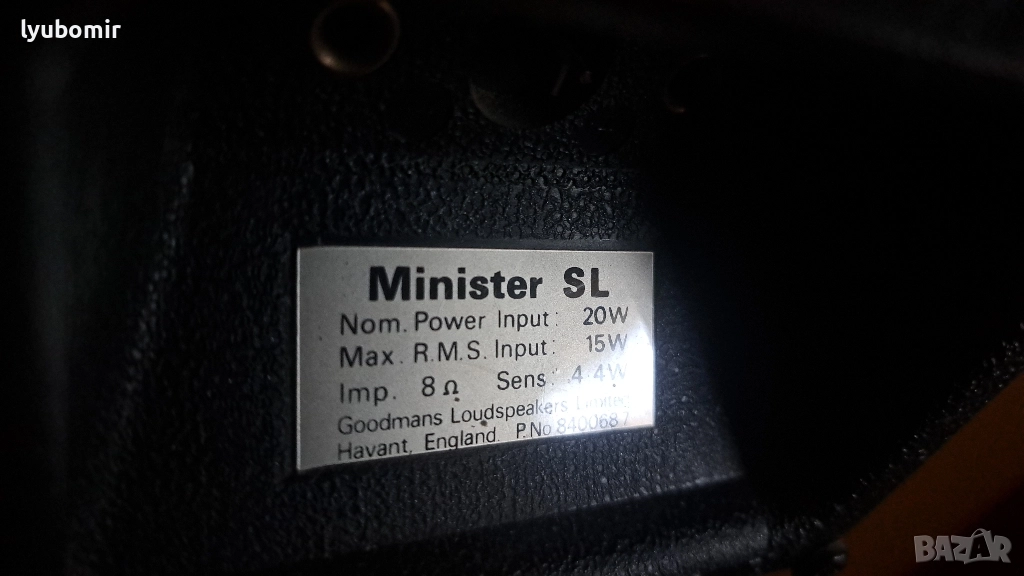 lyubomir
Minister SL
Nom. Power Input: 20W
Max. R.M.S. Input: 15W
Imp. 8Ω Sens: 4.4W
Goodmans Loudspeakers Limited
Havant, England. P.No 8400687
BAZAR